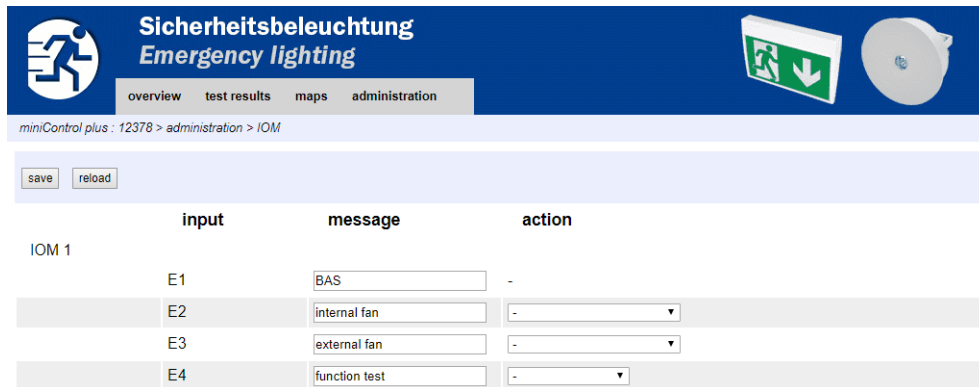 Sicherheitsbeleuchtung
Emergency lighting
overview test results maps administration
miniControl plus : 12378 > administration > IOM
save reload
input message action
IOM 1
E1 BAS -
E2 internal fan -
E3 external fan -
E4 function test -